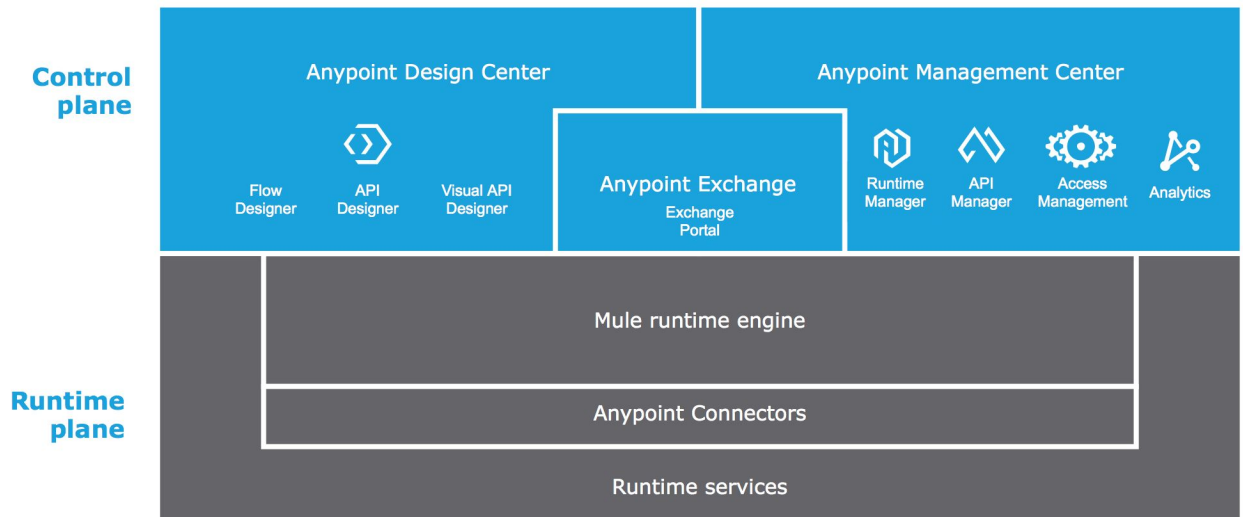 Control
plane
Anypoint Design Center
Anypoint Management Center
Flow
Designer
API
Designer
Visual API
Designer
Anypoint Exchange
Exchange
Portal
Runtime
Manager
API
Manager
Access
Management
Analytics
Runtime
plane
Mule runtime engine
Anypoint Connectors
Runtime services